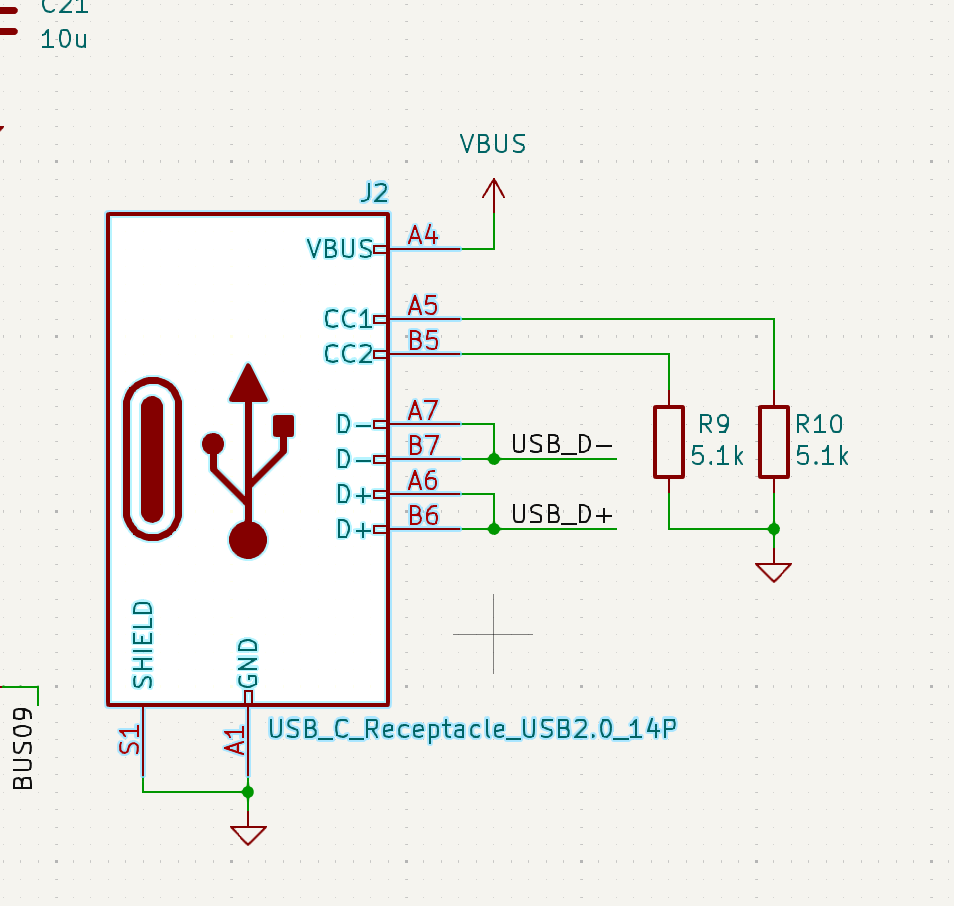 C21
10u
VBUS
J2
VBUS
A4
CC1
A5
CC2
B5
D-
A7
D-
B7
USB_D-
D+
A6
D+
B6
USB_D+
R9
5.1k
R10
5.1k
SHIELD
GND
S1
A1
USB_C_Receptacle_USB2.0_14P
BUS09